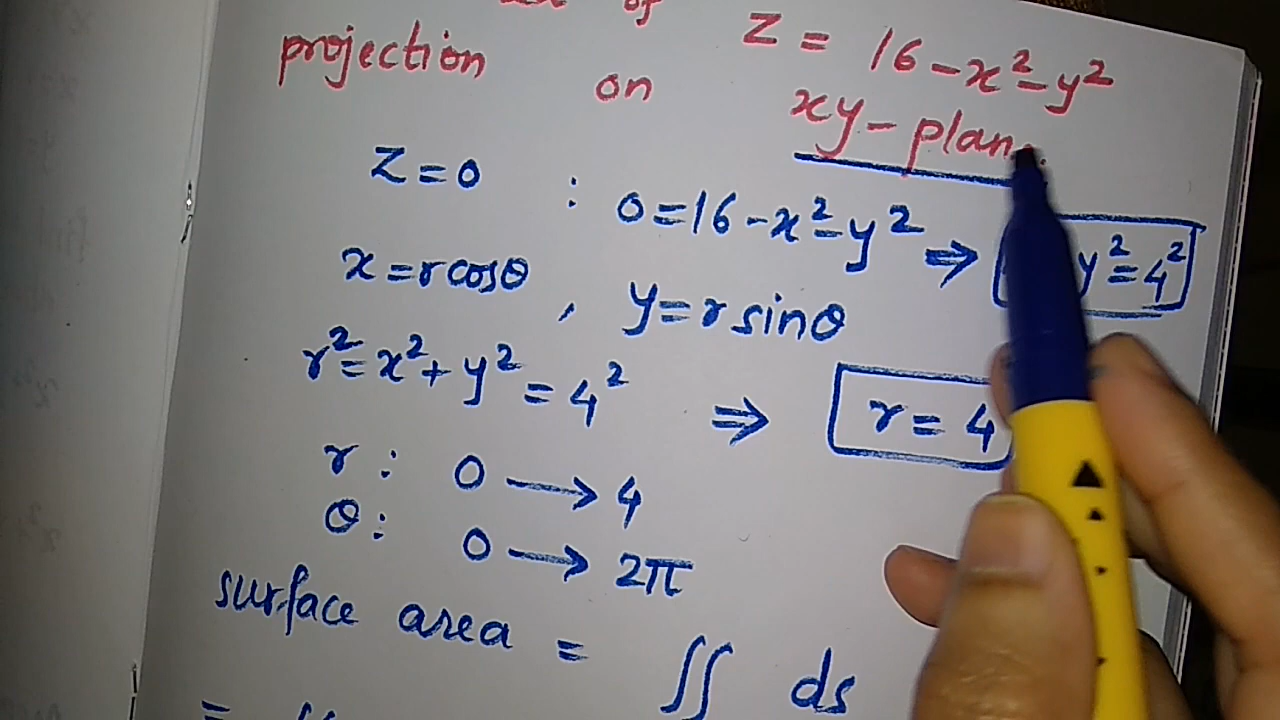 of z = 16 - x² - y²
projection on xy - plane
z = 0 : 0 = 16 - x² - y² ⇒ y² = 4²
x = r cosθ , y = r sinθ
r² = x² + y² = 4² ⇒ r = 4
r : 0 → 4
θ : 0 → 2π
surface area = ∬ ds
= ∬